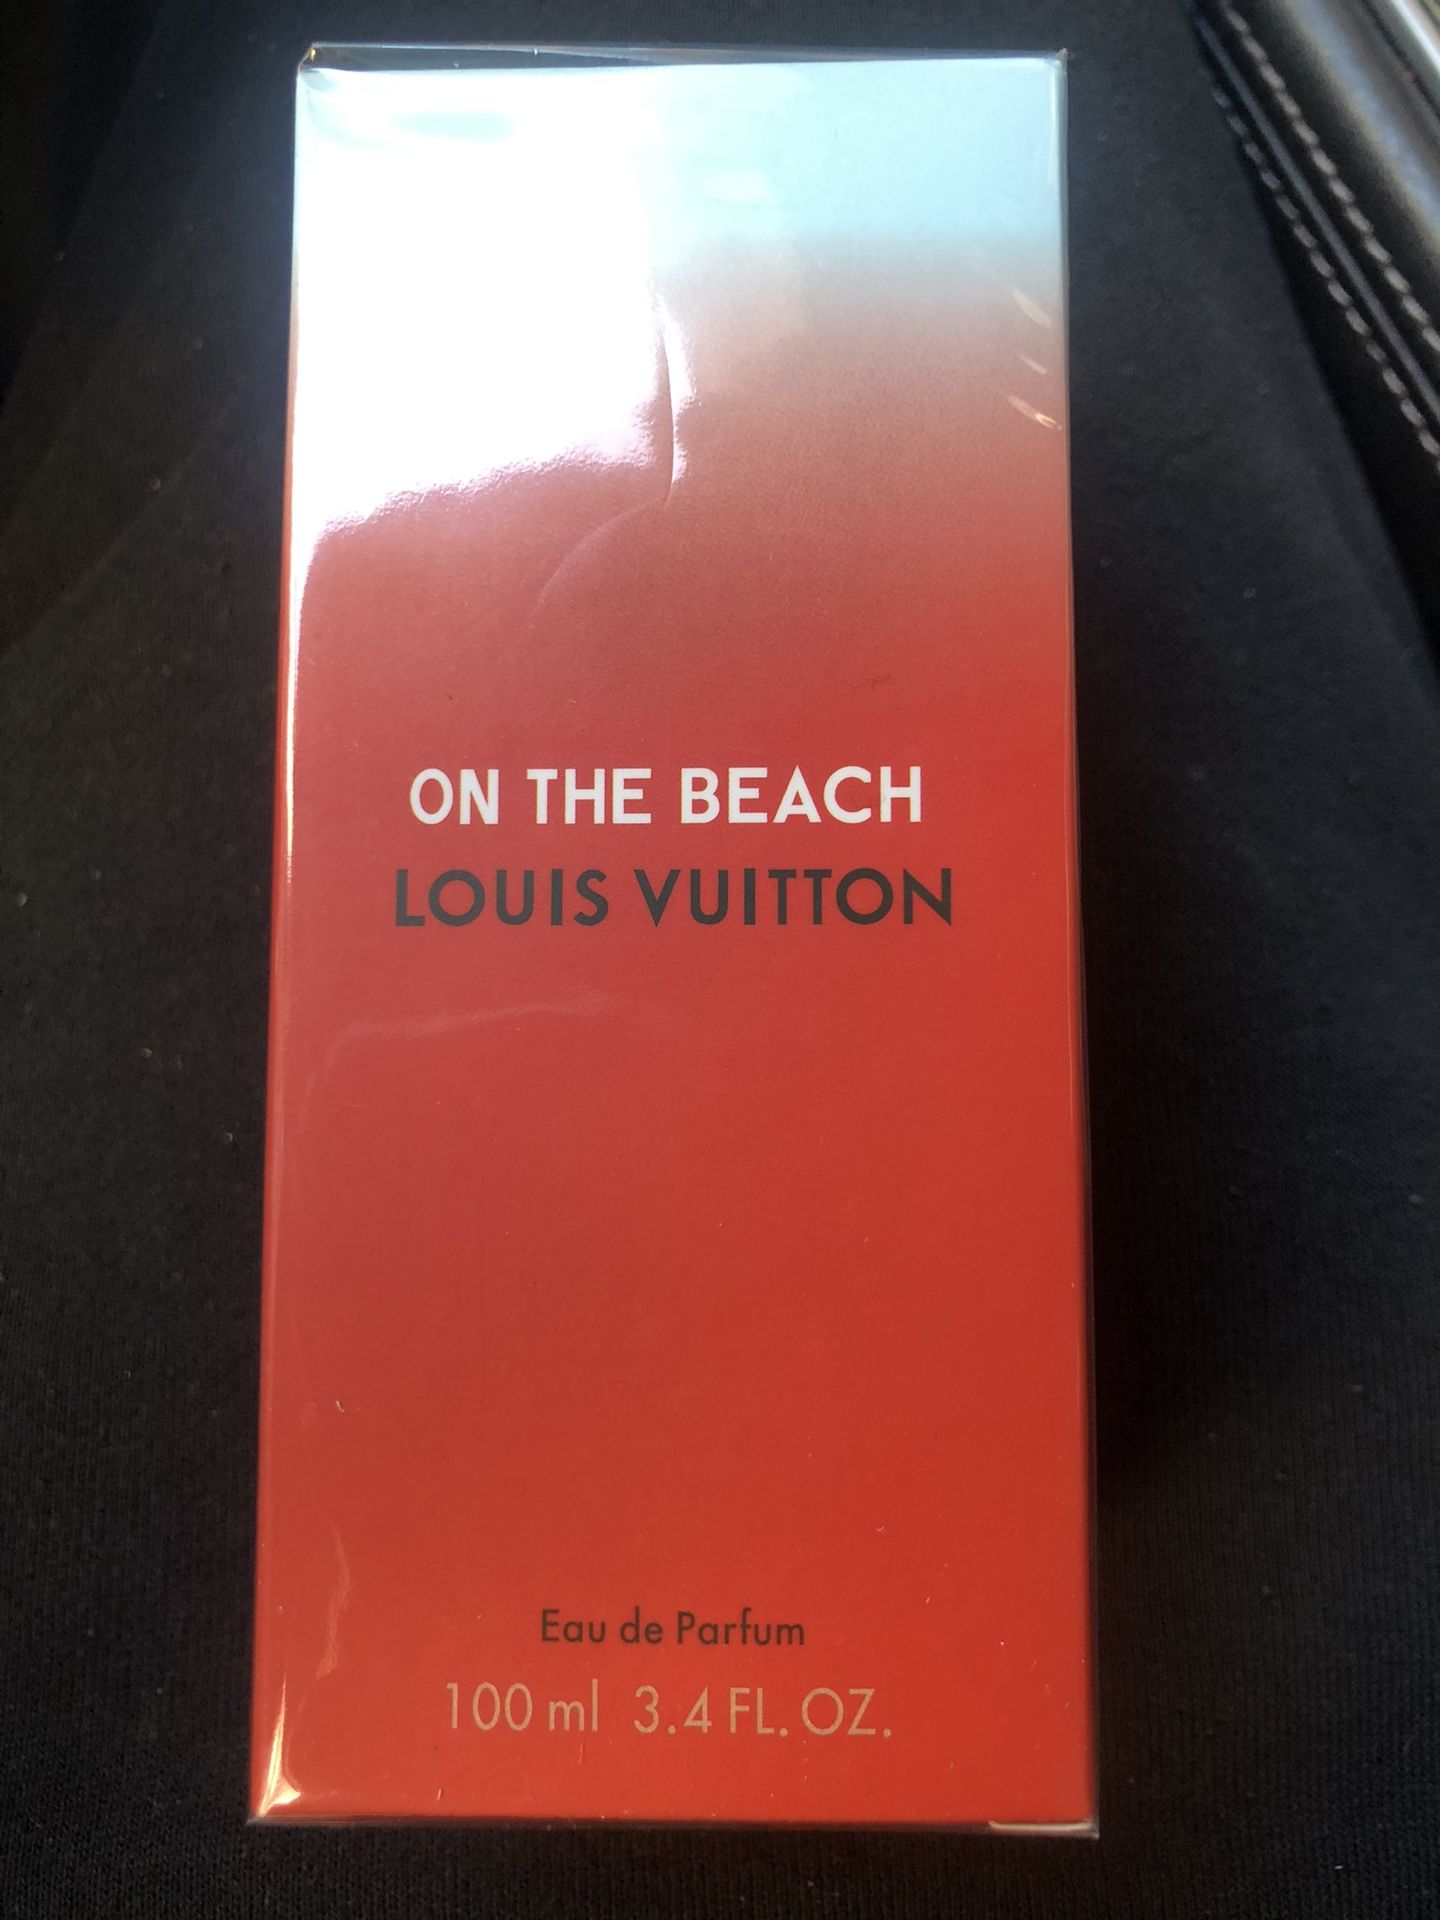 ON THE BEACH
LOUIS VUITTON
Eau de Parfum
100 ml 3.4 FL. OZ.